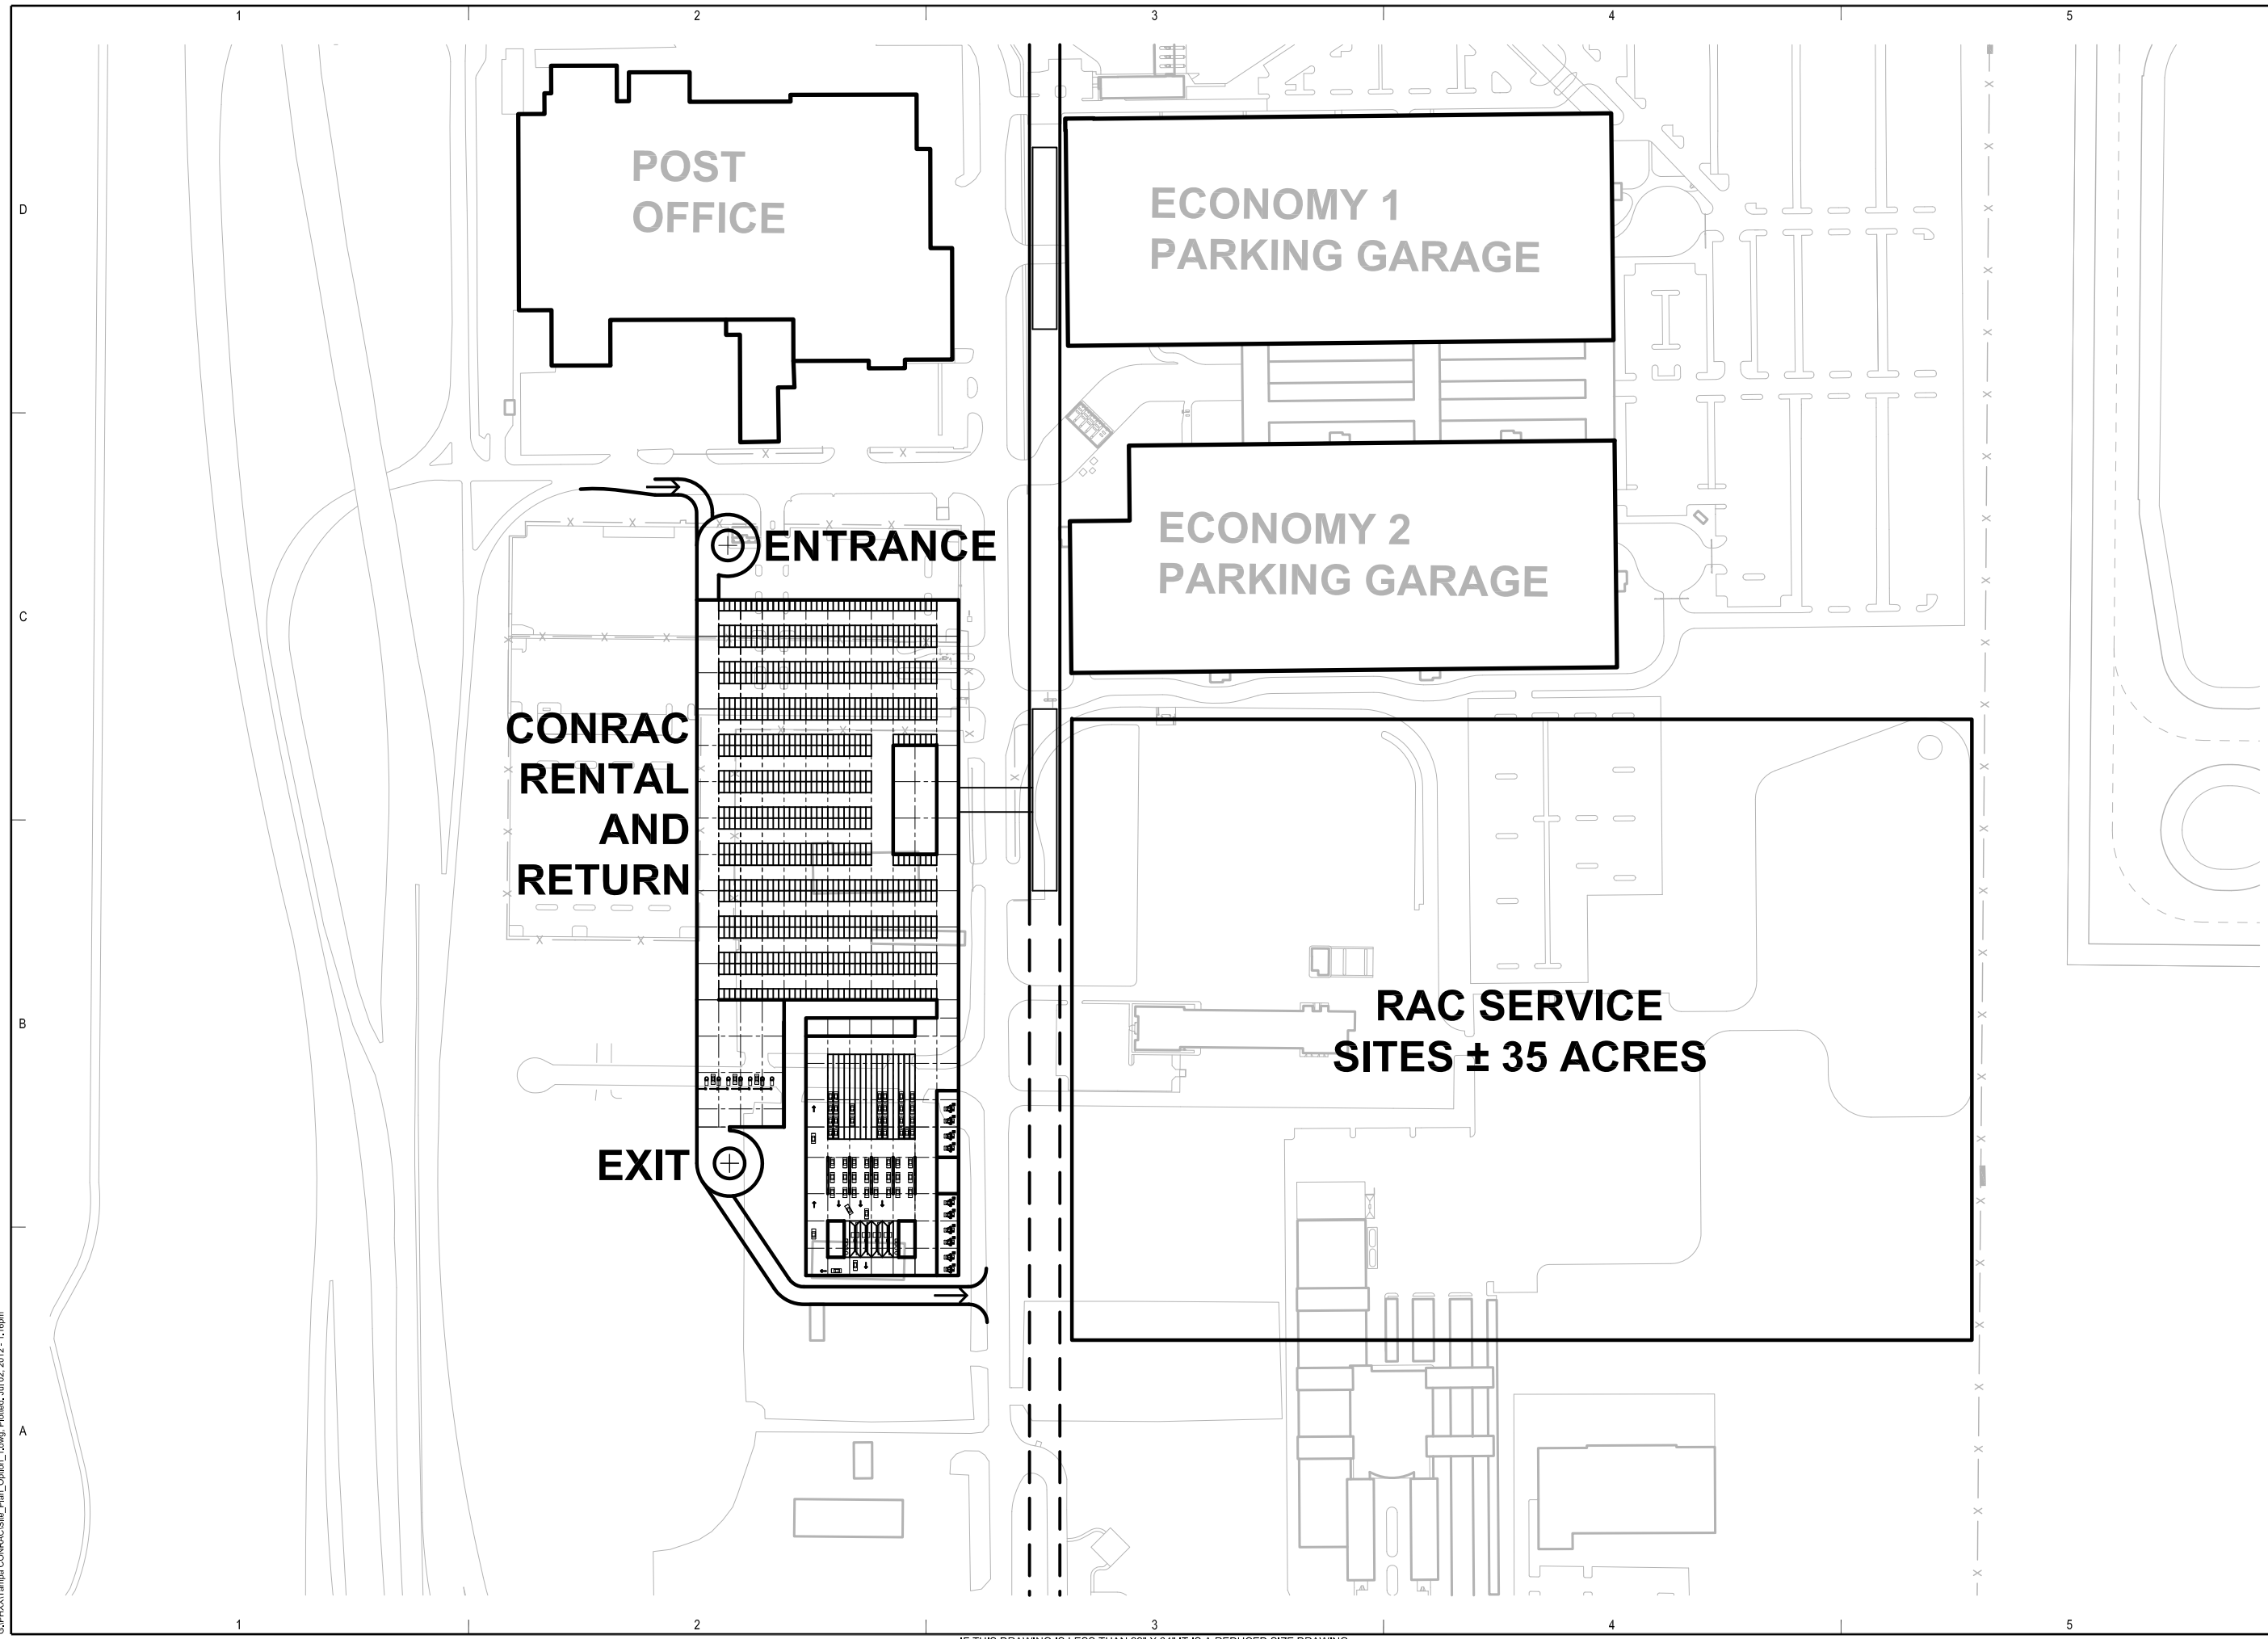 1 2 3 4 5
D
POST
OFFICE
ECONOMY 1
PARKING GARAGE
ECONOMY 2
PARKING GARAGE
ENTRANCE
C
CONRAC
RENTAL
AND
RETURN
B
RAC SERVICE
SITES ± 35 ACRES
EXIT
A
1 2 3 4 5